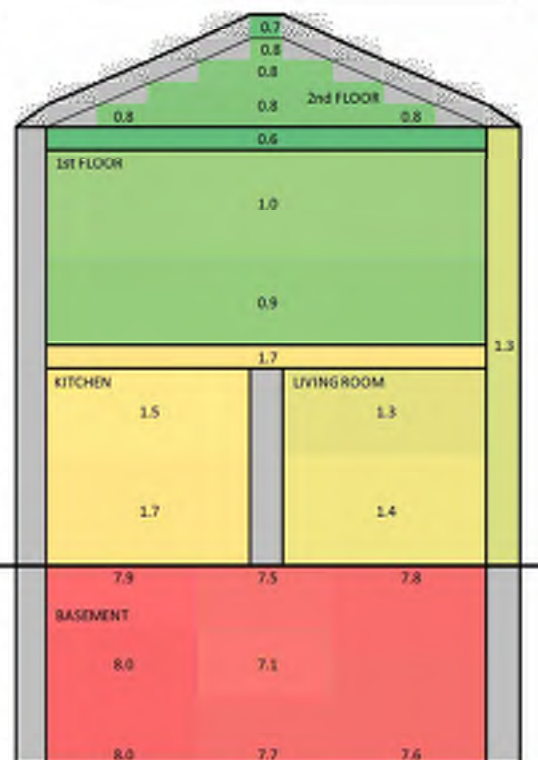 0.7
0.8
0.8
0.8 2nd FLOOR
0.8 0.8
0.6
1st FLOOR
1.0
0.9
1.3
1.7
KITCHEN LIVING ROOM
1.5 1.3
1.7 1.4
7.9 7.5 7.8
BASEMENT
8.0 7.1
8.0 7.7 7.6